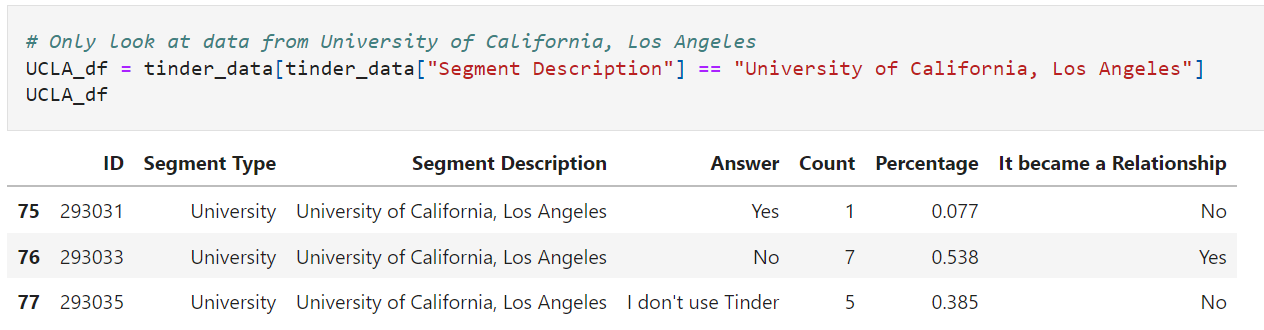 # Only look at data from University of California, Los Angeles
UCLA_df = tinder_data[tinder_data["Segment Description"] == "University of California, Los Angeles"]
UCLA_df
ID Segment Type Segment Description Answer Count Percentage It became a Relationship
75 293031 University University of California, Los Angeles Yes 1 0.077 No
76 293033 University University of California, Los Angeles No 7 0.538 Yes
77 293035 University University of California, Los Angeles I don't use Tinder 5 0.385 No